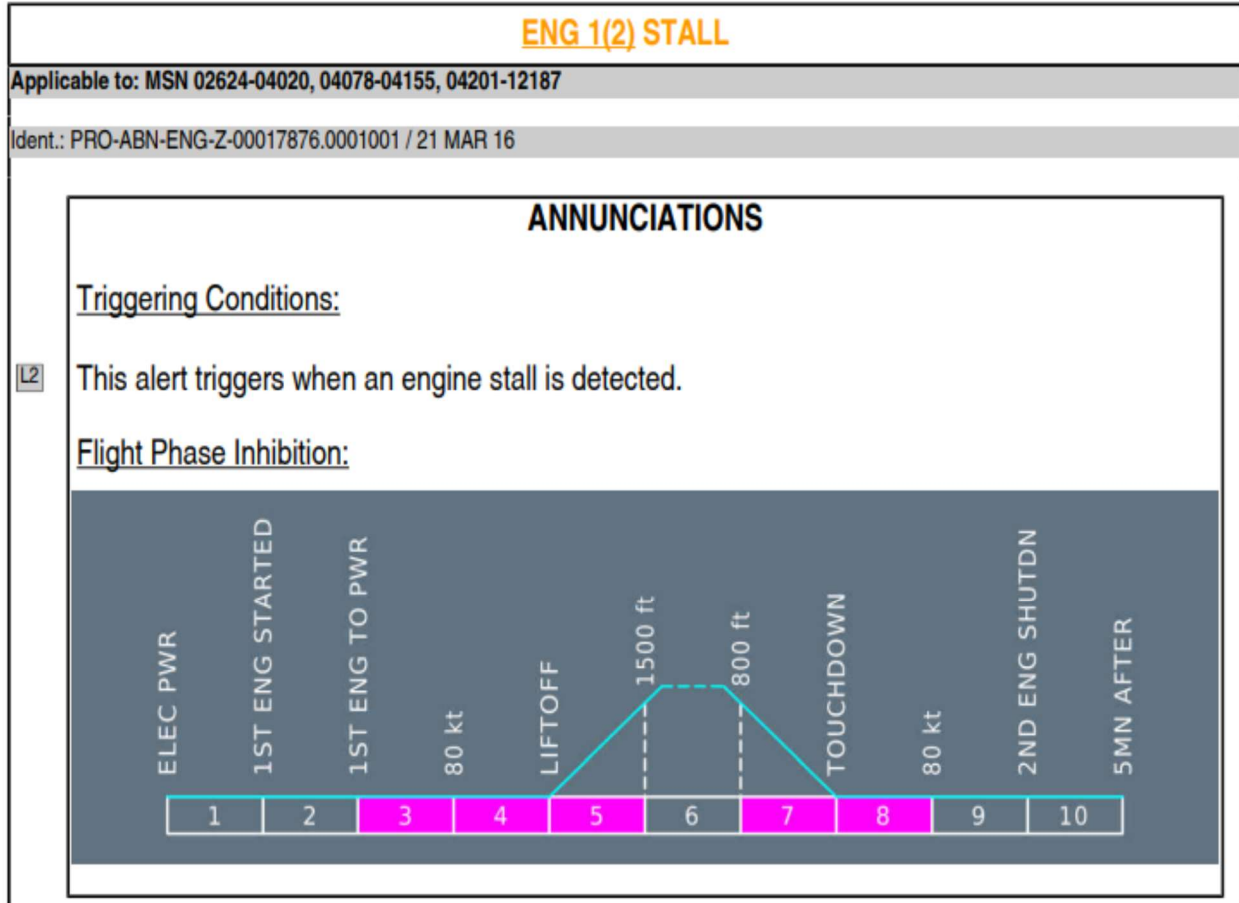 ENG 1(2) STALL
Applicable to: MSN 02624-04020, 04078-04155, 04201-12187
Ident.: PRO-ABN-ENG-Z-00017876.0001001 / 21 MAR 16
ANNUNCIATIONS
Triggering Conditions:
L2 This alert triggers when an engine stall is detected.
Flight Phase Inhibition:
ELEC PWR
1ST ENG STARTED
1ST ENG TO PWR
80 kt
LIFTOFF
1500 ft
800 ft
TOUCHDOWN
80 kt
2ND ENG SHUTDN
5MN AFTER
1 2 3 4 5 6 7 8 9 10